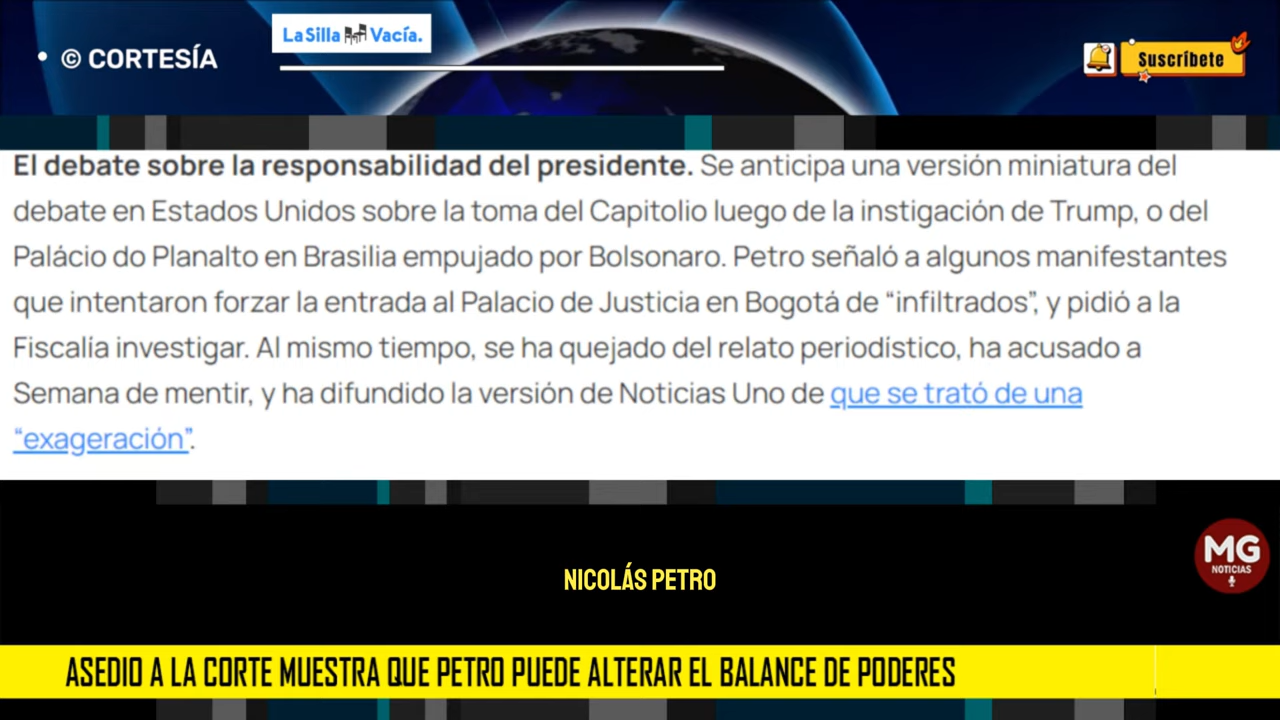 © CORTESÍA
La Silla Vacía.
Suscríbete
El debate sobre la responsabilidad del presidente. Se anticipa una versión miniatura del
debate en Estados Unidos sobre la toma del Capitolio luego de la instigación de Trump, o del
Palácio do Planalto en Brasilia empujado por Bolsonaro. Petro señaló a algunos manifestantes
que intentaron forzar la entrada al Palacio de Justicia en Bogotá de “infiltrados”, y pidió a la
Fiscalía investigar. Al mismo tiempo, se ha quejado del relato periodístico, ha acusado a
Semana de mentir, y ha difundido la versión de Noticias Uno de que se trató de una
“exageración”.
MG
NOTICIAS
NICOLÁS PETRO
ASEDIO A LA CORTE MUESTRA QUE PETRO PUEDE ALTERAR EL BALANCE DE PODERES